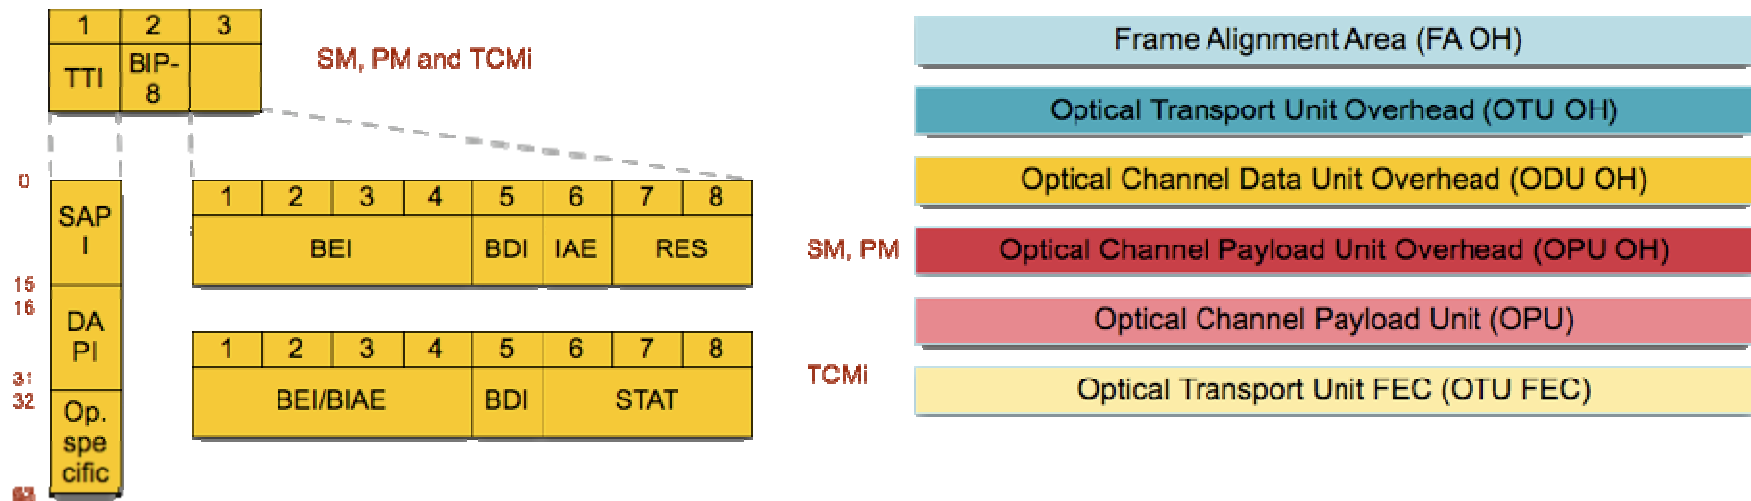 1 2 3
TTI BIP-
8
SM, PM and TCMi
0
SAP
I
15
16
DA
PI
31
32
Op.
spe
cific
63
1 2 3 4 5 6 7 8
BEI BDI IAE RES
SM, PM
1 2 3 4 5 6 7 8
BEI/BIAE BDI STAT
TCMi
Frame Alignment Area (FA OH)
Optical Transport Unit Overhead (OTU OH)
Optical Channel Data Unit Overhead (ODU OH)
Optical Channel Payload Unit Overhead (OPU OH)
Optical Channel Payload Unit (OPU)
Optical Transport Unit FEC (OTU FEC)